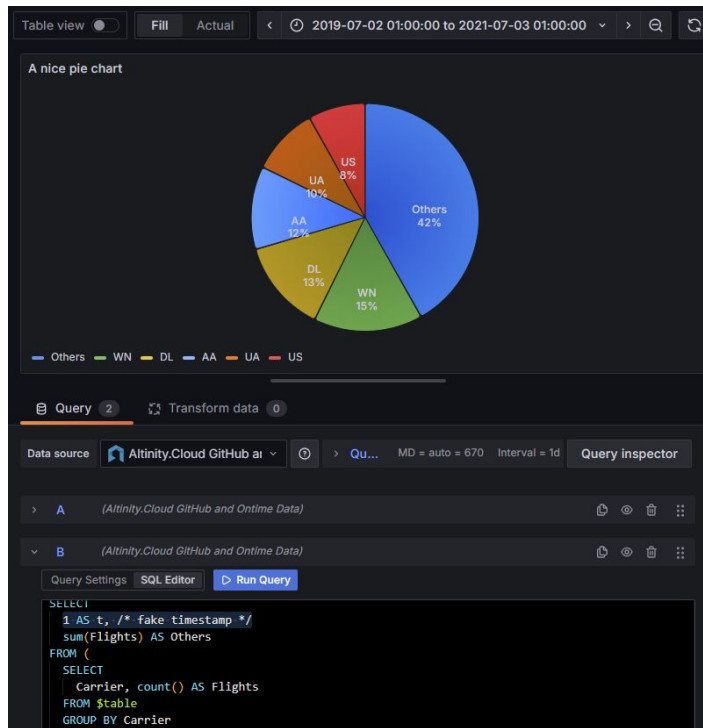 Table view Fill Actual 2019-07-02 01:00:00 to 2021-07-03 01:00:00
A nice pie chart
US
8%
UA
10%
AA
12%
Others
42%
DL
13%
WN
15%
Others WN DL AA UA US
Query 2 Transform data 0
Data source Altinity.Cloud GitHub Qu... MD = auto = 670 Interval = 1d Query inspector
A (Altinity.Cloud GitHub and Ontime Data)
B (Altinity.Cloud GitHub and Ontime Data)
Query Settings SQL Editor Run Query
SELECT
1 AS t, /* fake timestamp */
sum(Flights) AS Others
FROM (
SELECT
Carrier, count() AS Flights
FROM $table
GROUP BY Carrier